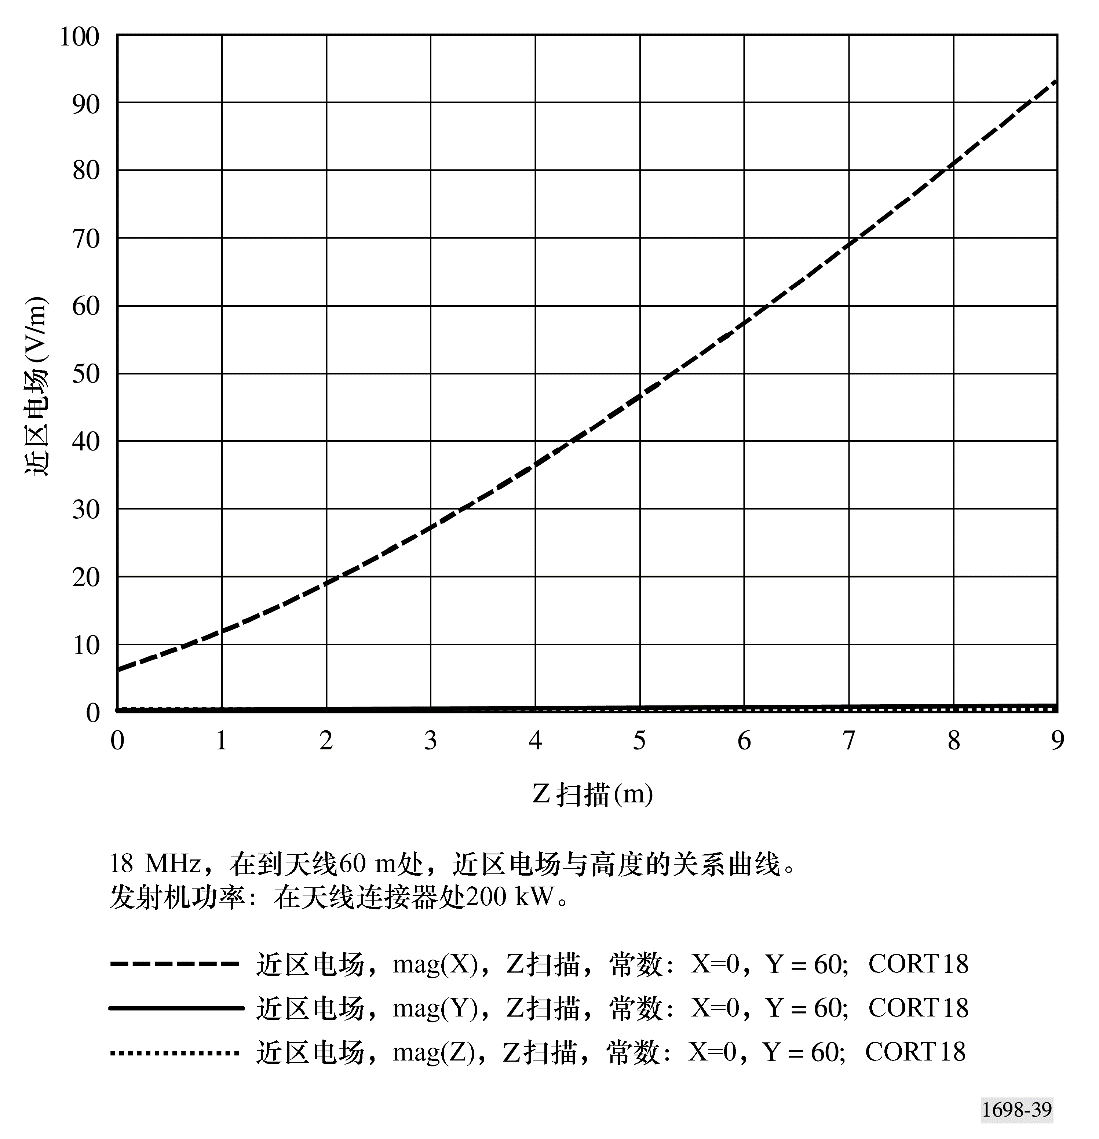 100
90
80
70
60
50
40
30
20
10
0
近区电场(V/m)
0 1 2 3 4 5 6 7 8 9
Z 扫描(m)
18 MHz，在到天线60 m处，近区电场与高度的关系曲线。
发射机功率：在天线连接器处200 kW。
近区电场，mag(X)，Z扫描，常数：X=0，Y = 60; CORT18
近区电场，mag(Y)，Z扫描，常数：X=0，Y = 60; CORT18
近区电场，mag(Z)，Z扫描，常数：X=0，Y = 60; CORT18
1698-39